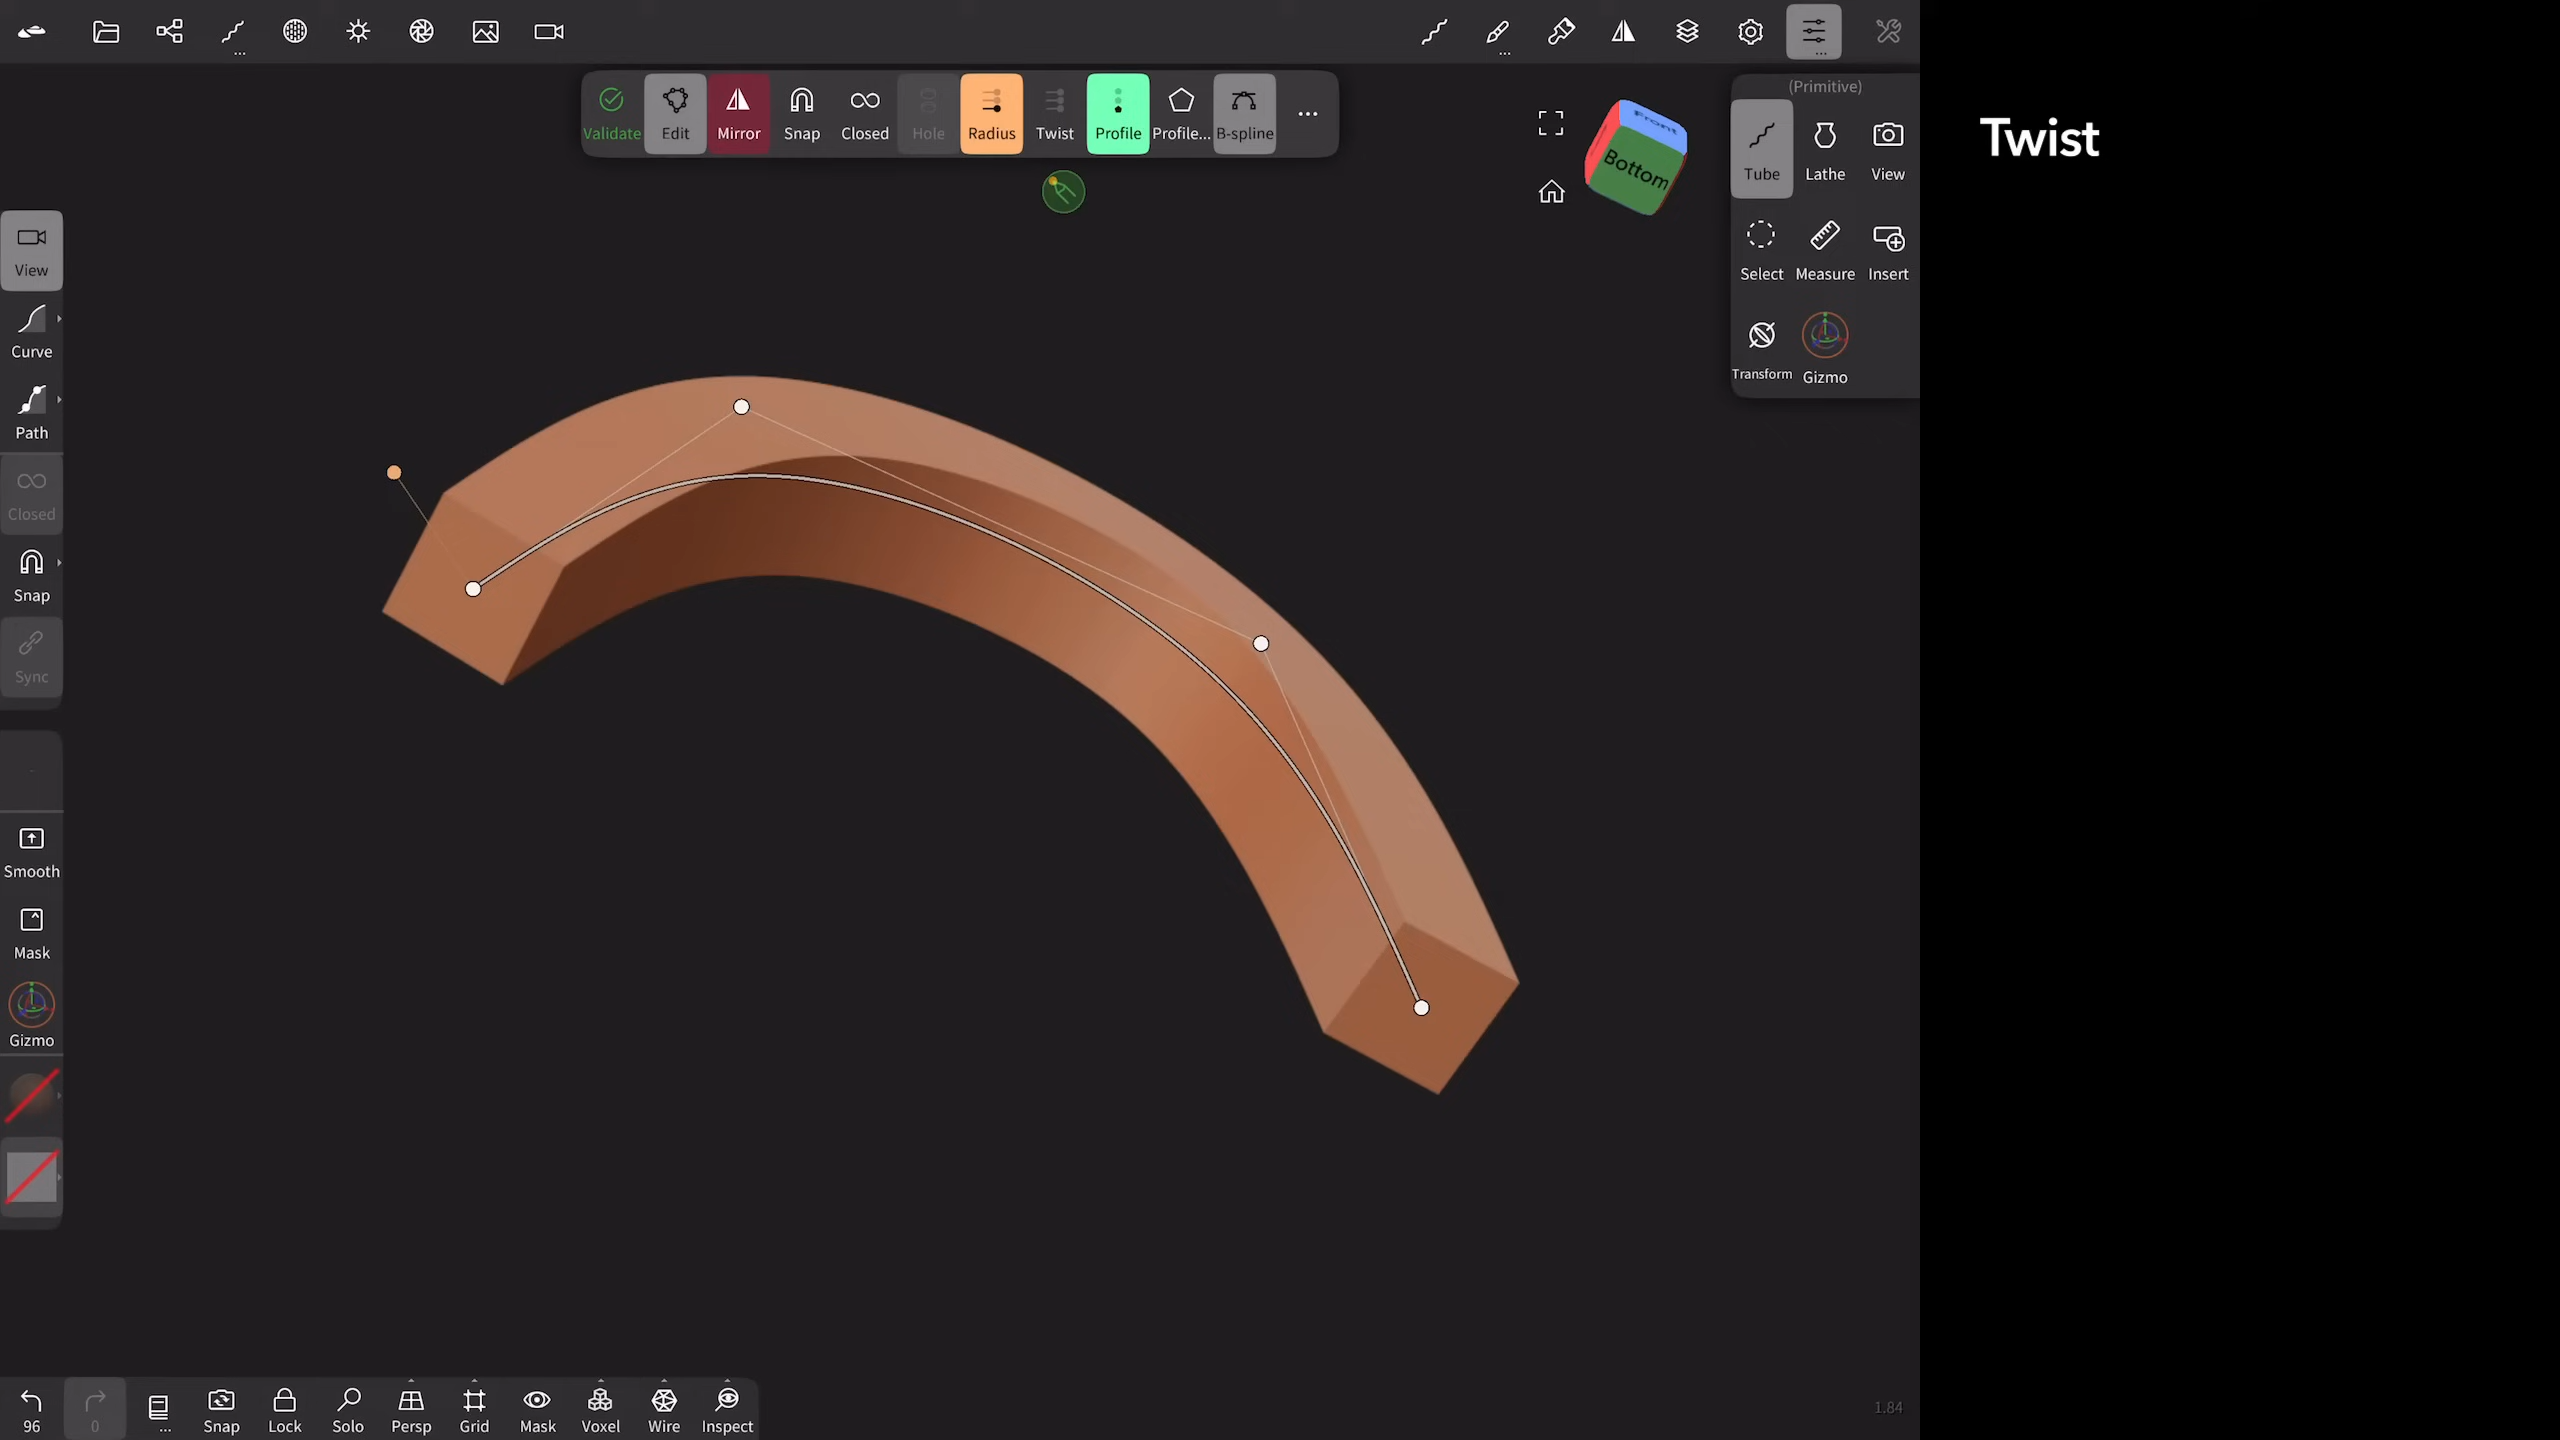 Validate Edit Mirror Snap Closed Hole Radius Twist Profile Profile... B-spline ...
Front
Bottom
(Primitive)
Tube Lathe View
Select Measure Insert
Transform Gizmo
Twist
View
Curve
Path
Closed
Snap
Sync
Smooth
Mask
Gizmo
96 0 ... Snap Lock Solo Persp Grid Mask Voxel Wire Inspect
1.84